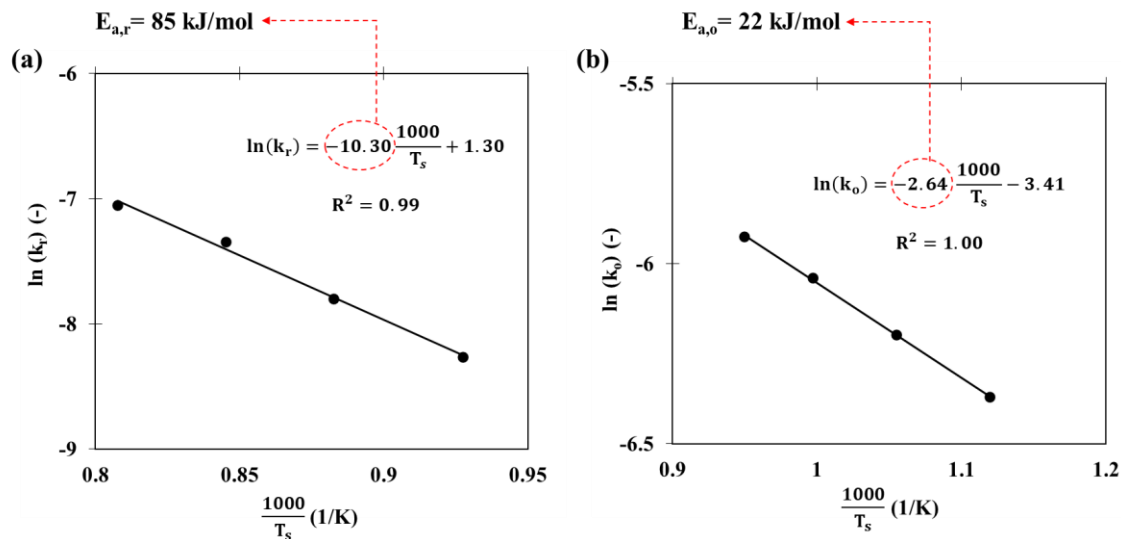 E_{a,r}= 85 kJ/mol
(a)
-6
-7
-8
-9
ln (k_r) (-)
ln(k_r) = −10.30 1000/T_s + 1.30
R² = 0.99
0.8 0.85 0.9 0.95
1000/T_s (1/K)
E_{a,o}= 22 kJ/mol
(b)
-5.5
-6
-6.5
ln (k_o) (-)
ln(k_o) = −2.64 1000/T_s − 3.41
R² = 1.00
0.9 1 1.1 1.2
1000/T_s (1/K)